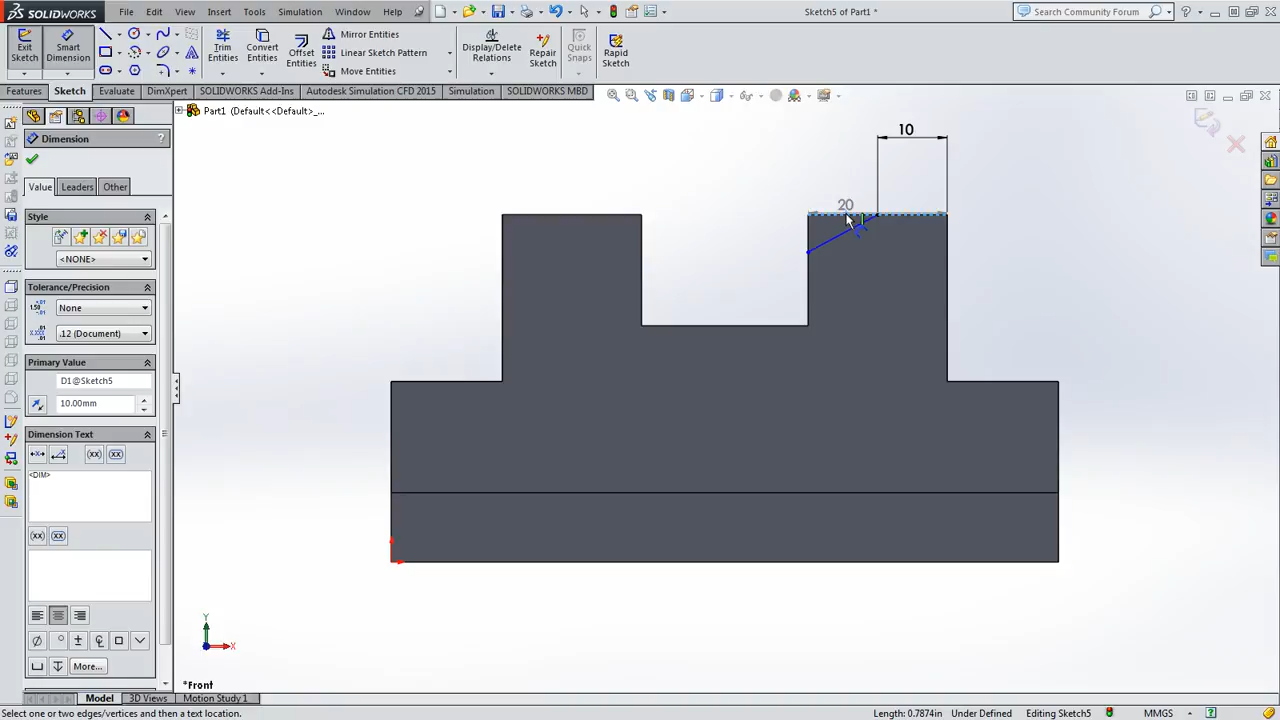 SOLIDWORKS
File Edit View Insert Tools Simulation Window Help
Sketch5 of Part1 *
Search Community Forum
Exit Sketch
Smart Dimension
Trim Entities
Convert Entities
Offset Entities
Mirror Entities
Linear Sketch Pattern
Move Entities
Display/Delete Relations
Repair Sketch
Quick Snaps
Rapid Sketch
Features Sketch Evaluate DimXpert SOLIDWORKS Add-Ins Autodesk Simulation CFD 2015 Simulation SOLIDWORKS MBD
Part1 (Default<<Default>_...
Dimension ?
Value Leaders Other
Style
<NONE>
Tolerance/Precision
None
.12 (Document)
Primary Value
D1@Sketch5
10.00mm
Dimension Text
(xx) (xx)
<DIM>
(xx) (xx)
More...
10
20
Y
X
*Front
Model 3D Views Motion Study 1
Select one or two edges/vertices and then a text location.
Length: 0.7874in Under Defined Editing Sketch5 MMGS